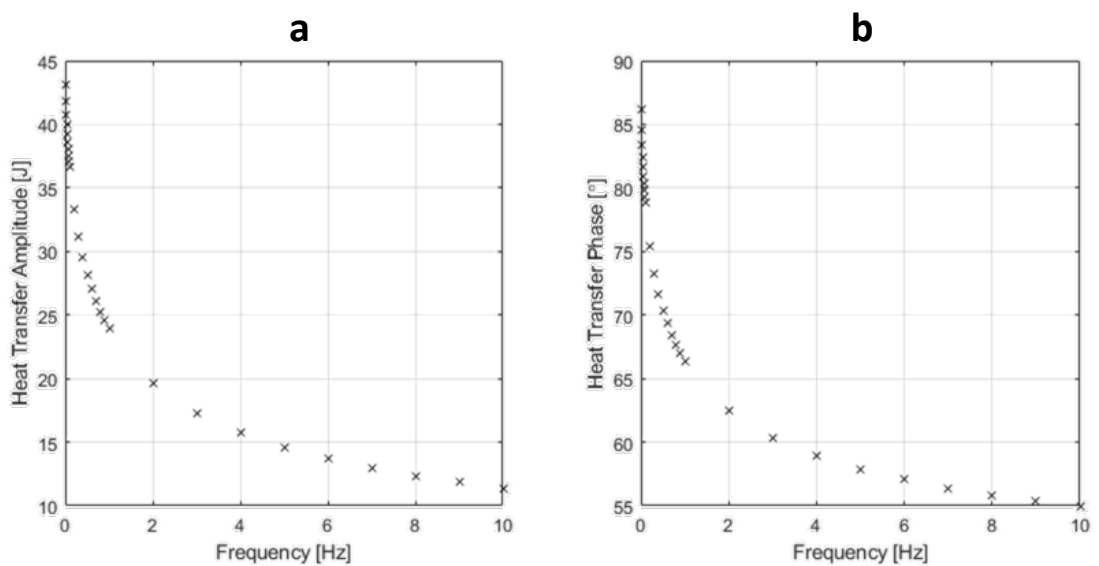 a
45
40
35
30
25
20
15
10
Heat Transfer Amplitude [J]
0 2 4 6 8 10
Frequency [Hz]
b
90
85
80
75
70
65
60
55
Heat Transfer Phase [°]
0 2 4 6 8 10
Frequency [Hz]